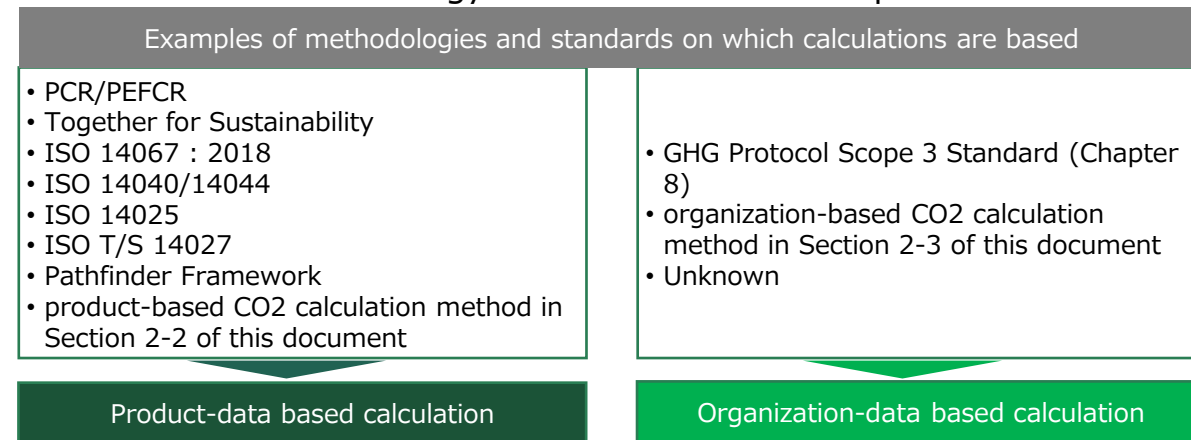 Examples of methodologies and standards on which calculations are based
• PCR/PEFCR
• Together for Sustainability
• ISO 14067 : 2018
• ISO 14040/14044
• ISO 14025
• ISO T/S 14027
• Pathfinder Framework
• product-based CO2 calculation method in
Section 2-2 of this document
• GHG Protocol Scope 3 Standard (Chapter
8)
• organization-based CO2 calculation
method in Section 2-3 of this document
• Unknown
Product-data based calculation
Organization-data based calculation